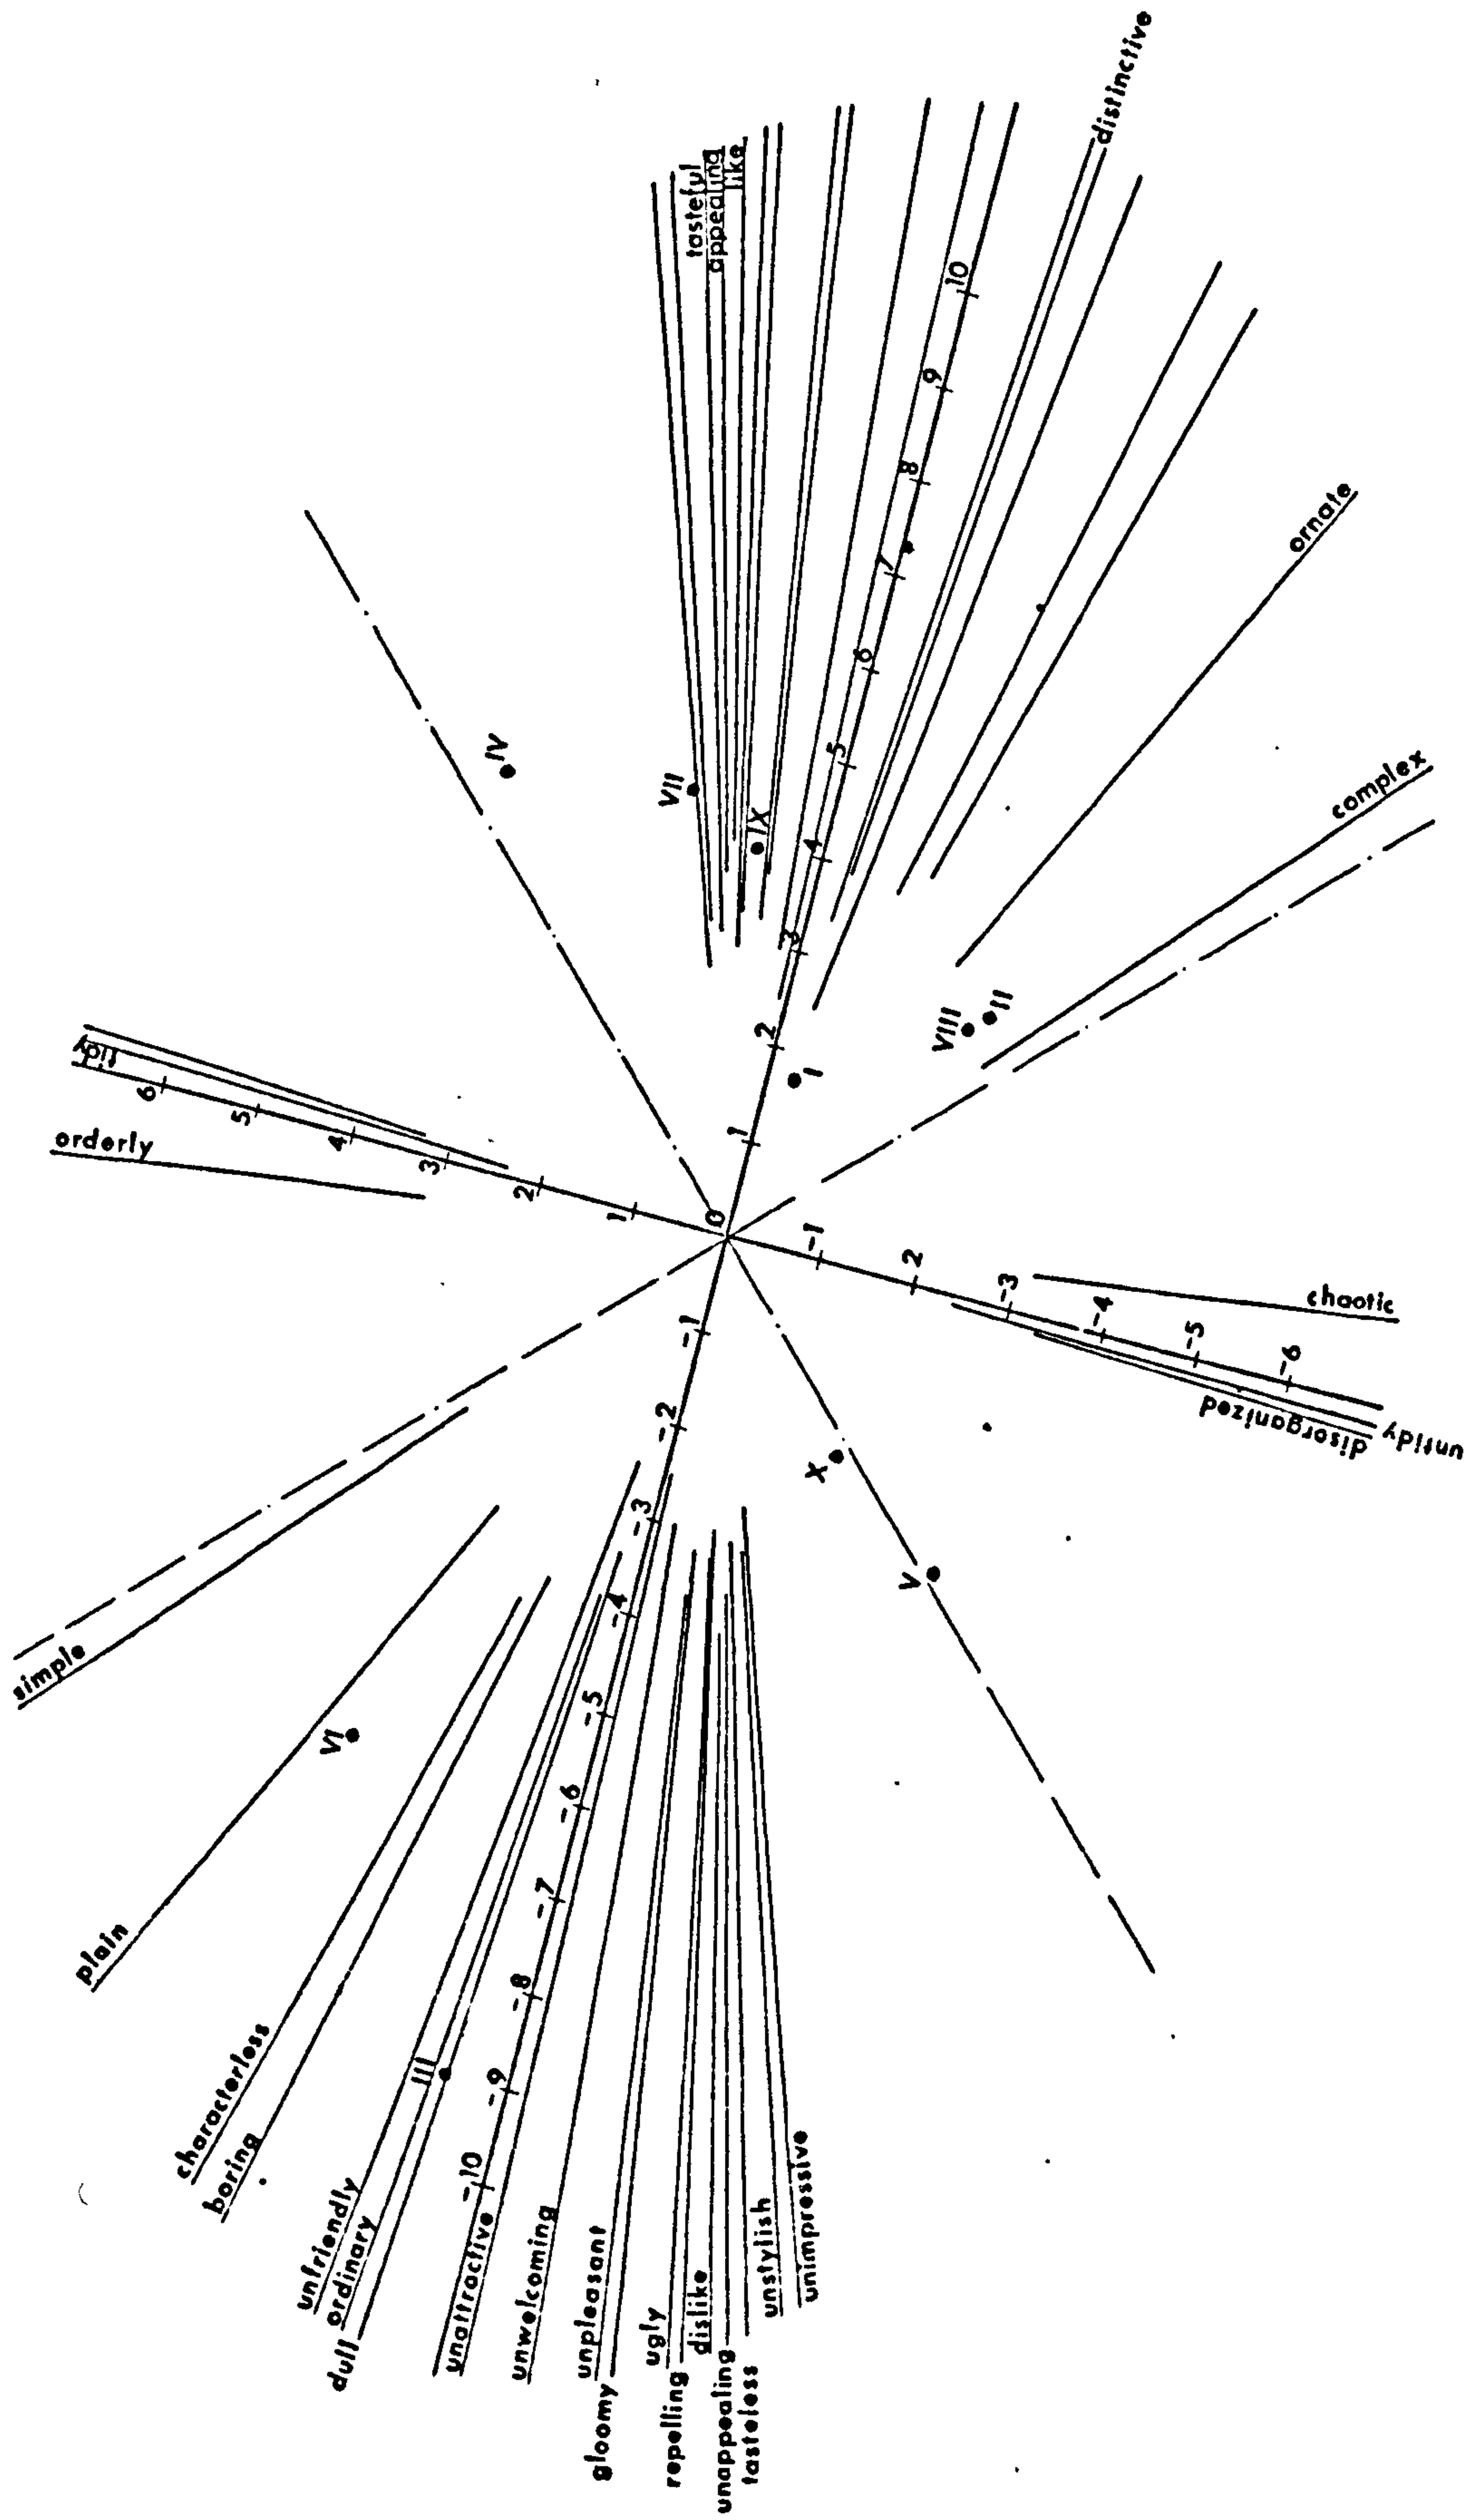 distinctive
tasteful
appealing
like
10
9
8
7
6
5
4
3
2
1
0
ornate
complex
IV
VII
IX
VIII
II
I
6
5
4
3
2
1
orderly
-1
2
-3
-4
-5
-6
chaotic
disorganized
untidy
-1
-2
-3
-4
-5
-6
-7
-8
-9
-10
X
V
simple
VI
plain
characterless
boring
III
unfriendly
ordinary
dull
unattractive
unwelcoming
unpleasant
gloomy
ugly
repelling
dislike
unappealing
tasteless
unstylish
unimpressive